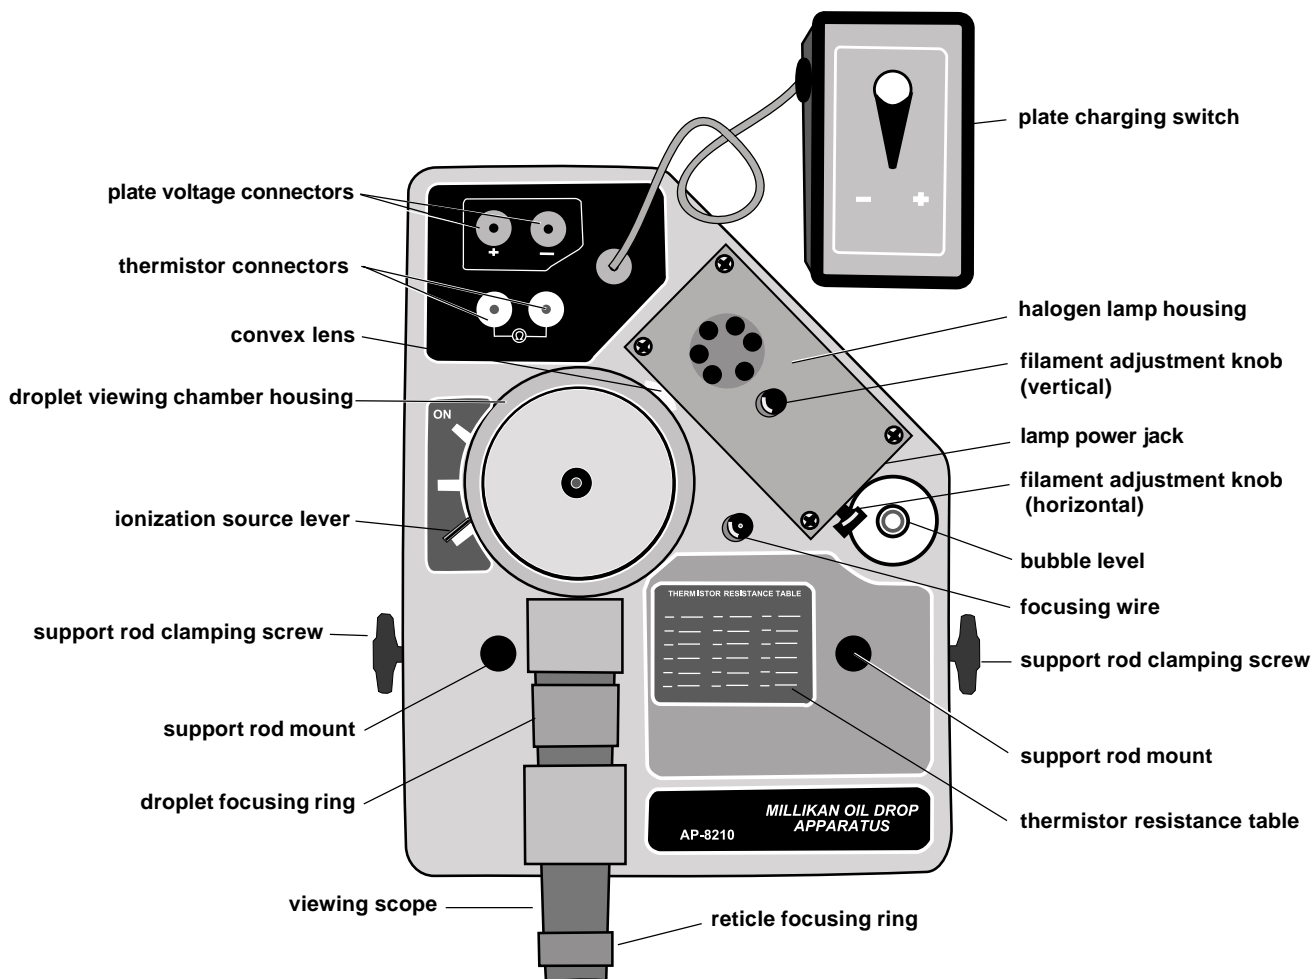 plate charging switch
plate voltage connectors
+ −
thermistor connectors
Ω
convex lens
droplet viewing chamber housing
ON
ionization source lever
support rod clamping screw
support rod mount
droplet focusing ring
viewing scope
reticle focusing ring
− +
halogen lamp housing
filament adjustment knob
(vertical)
lamp power jack
filament adjustment knob
(horizontal)
bubble level
focusing wire
support rod clamping screw
support rod mount
thermistor resistance table
THERMISTOR RESISTANCE TABLE
MILLIKAN OIL DROP
APPARATUS
AP-8210